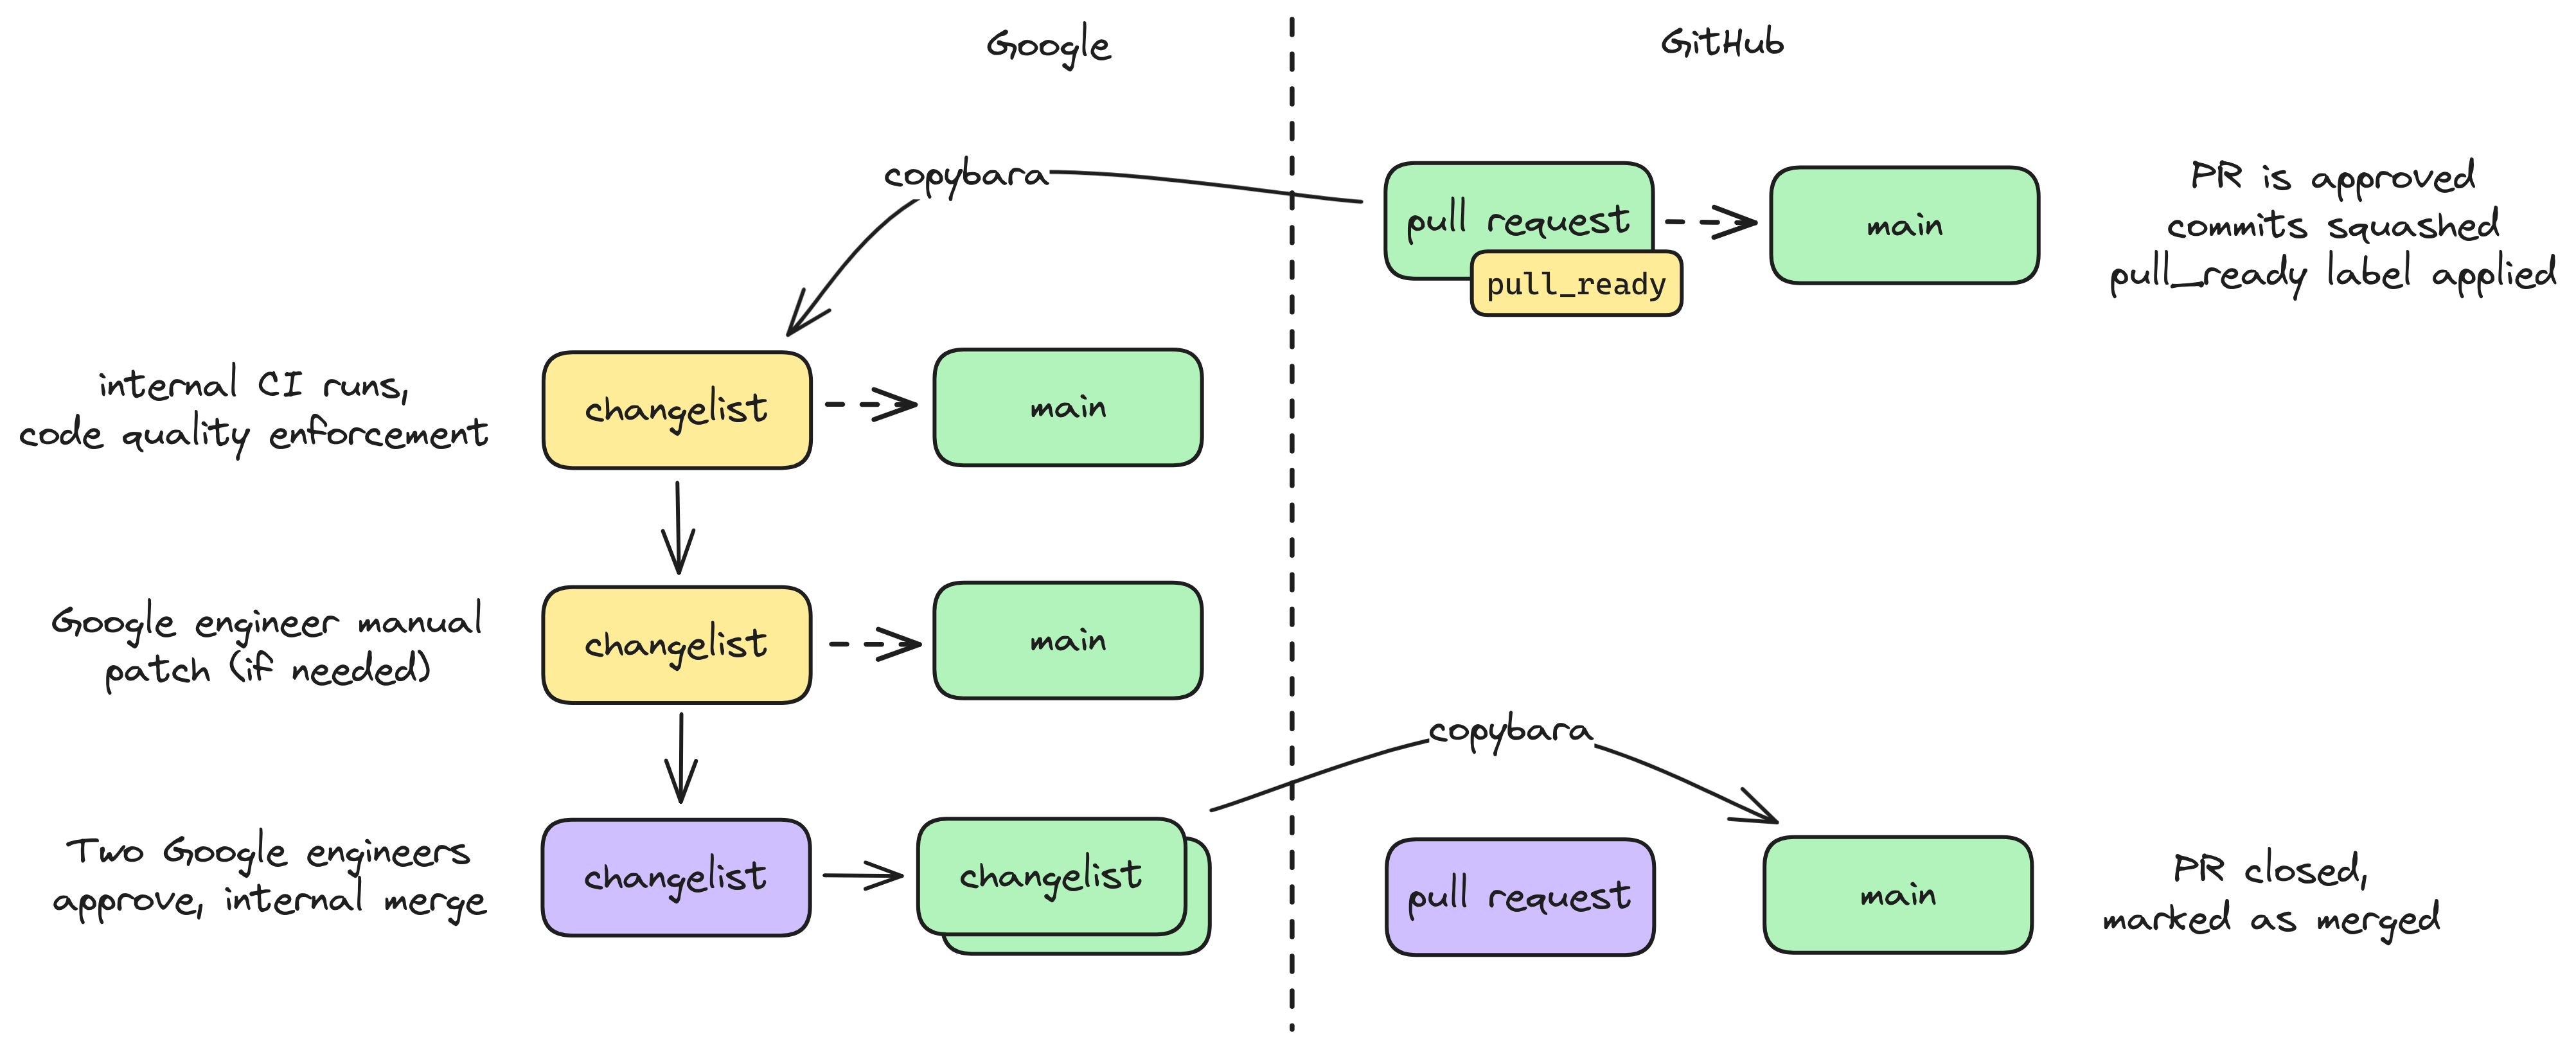 Google
GitHub
copybara
pull request
pull_ready
main
PR is approved
commits squashed
pull_ready label applied
internal CI runs,
code quality enforcement
changelist
main
Google engineer manual
patch (if needed)
changelist
main
copybara
Two Google engineers
approve, internal merge
changelist
changelist
pull request
main
PR closed,
marked as merged